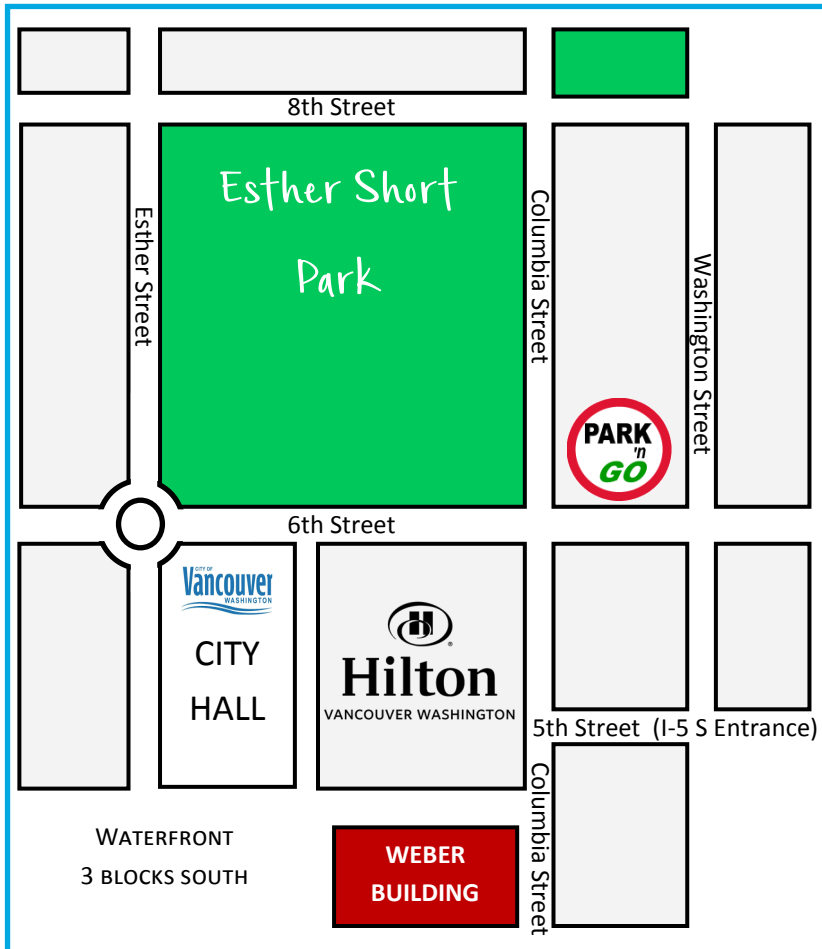 8th Street
Esther Short
Park
Esther Street
Columbia Street
Washington Street
PARK
'n
GO
6th Street
CITY OF
Vancouver
WASHINGTON
CITY
HALL
H
®
Hilton
VANCOUVER WASHINGTON
5th Street (I-5 S Entrance)
Columbia Street
WATERFRONT
3 BLOCKS SOUTH
WEBER
BUILDING